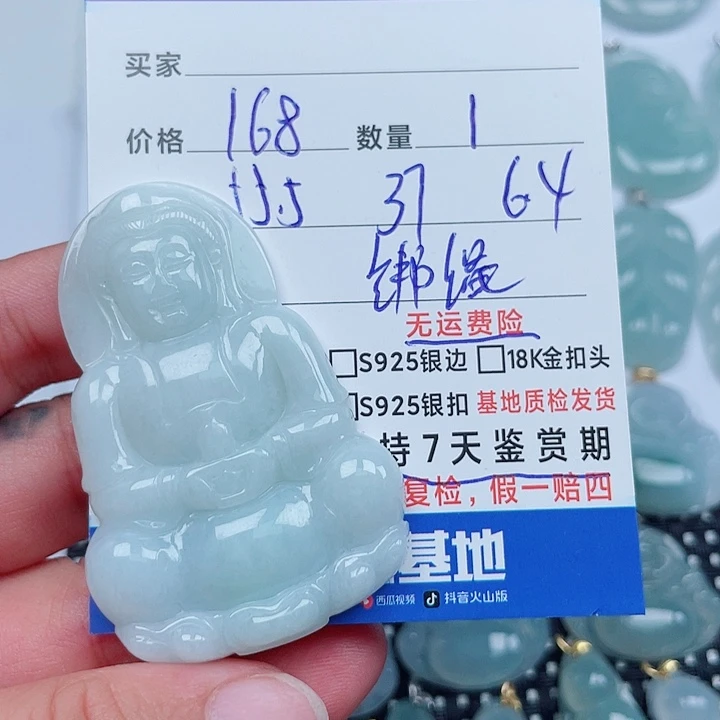 买家
价格 168 数量 1
37 64
绑绳
无运费险
□S925银边 □18K金扣头
S925银扣 基地质检发货
持7天鉴赏期
复检，假一赔四
基地
西瓜视频 抖音火山版